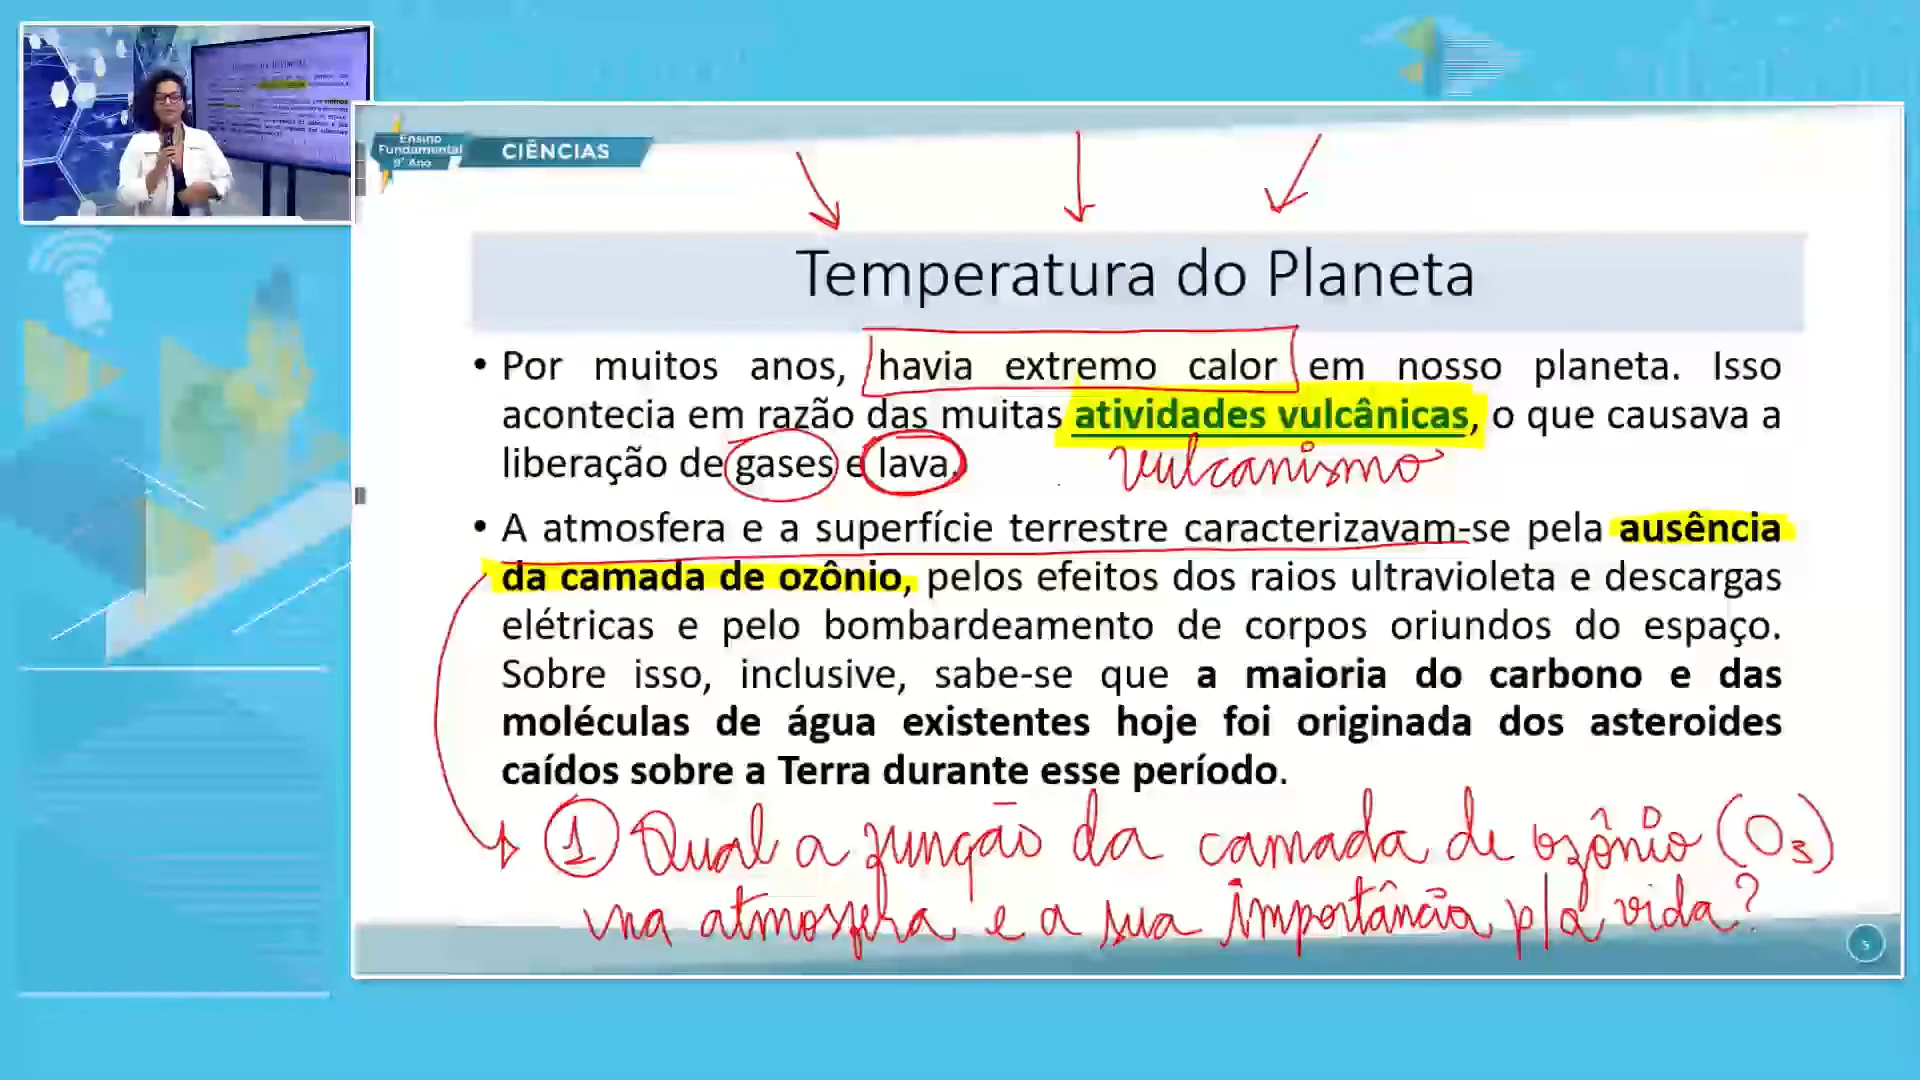 Ensino
Fundamental
9° Ano
CIÊNCIAS
Temperatura do Planeta
• Por muitos anos, havia extremo calor em nosso planeta. Isso
acontecia em razão das muitas atividades vulcânicas, o que causava a
liberação de gases e lava.
vulcanismo
• A atmosfera e a superfície terrestre caracterizavam-se pela ausência
da camada de ozônio, pelos efeitos dos raios ultravioleta e descargas
elétricas e pelo bombardeamento de corpos oriundos do espaço.
Sobre isso, inclusive, sabe-se que a maioria do carbono e das
moléculas de água existentes hoje foi originada dos asteroides
caídos sobre a Terra durante esse período.
1 Qual a função da camada de ozônio (O3)
na atmosfera e a sua importância p/a vida?
5